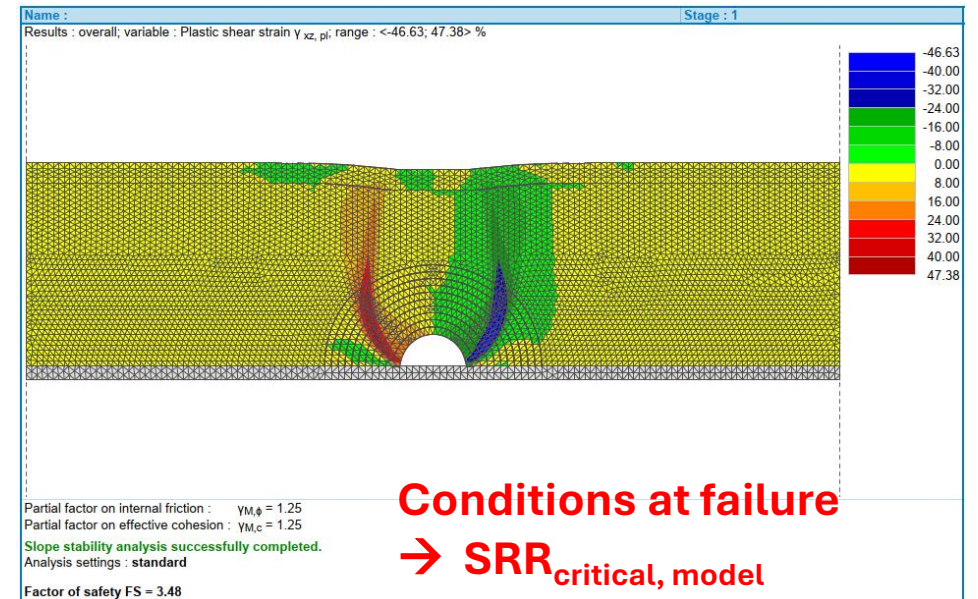 Name :
Stage : 1
Results : overall; variable : Plastic shear strain γ xz, pl; range : <-46.63; 47.38> %
-46.63
-40.00
-32.00
-24.00
-16.00
-8.00
0.00
8.00
16.00
24.00
32.00
40.00
47.38
Partial factor on internal friction : γM,ϕ = 1.25
Partial factor on effective cohesion : γM,c = 1.25
Slope stability analysis successfully completed.
Analysis settings : standard
Factor of safety FS = 3.48
Conditions at failure
→ SRRcritical, model